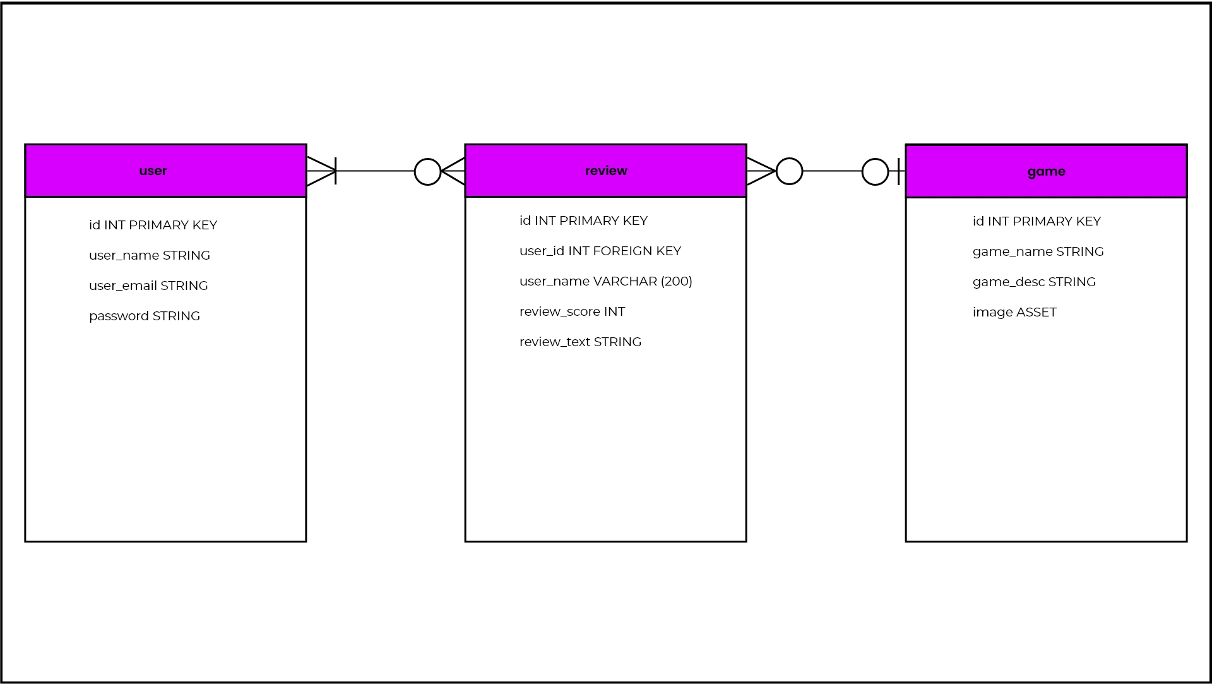 user
id INT PRIMARY KEY
user_name STRING
user_email STRING
password STRING
review
id INT PRIMARY KEY
user_id INT FOREIGN KEY
user_name VARCHAR (200)
review_score INT
review_text STRING
game
id INT PRIMARY KEY
game_name STRING
game_desc STRING
image ASSET